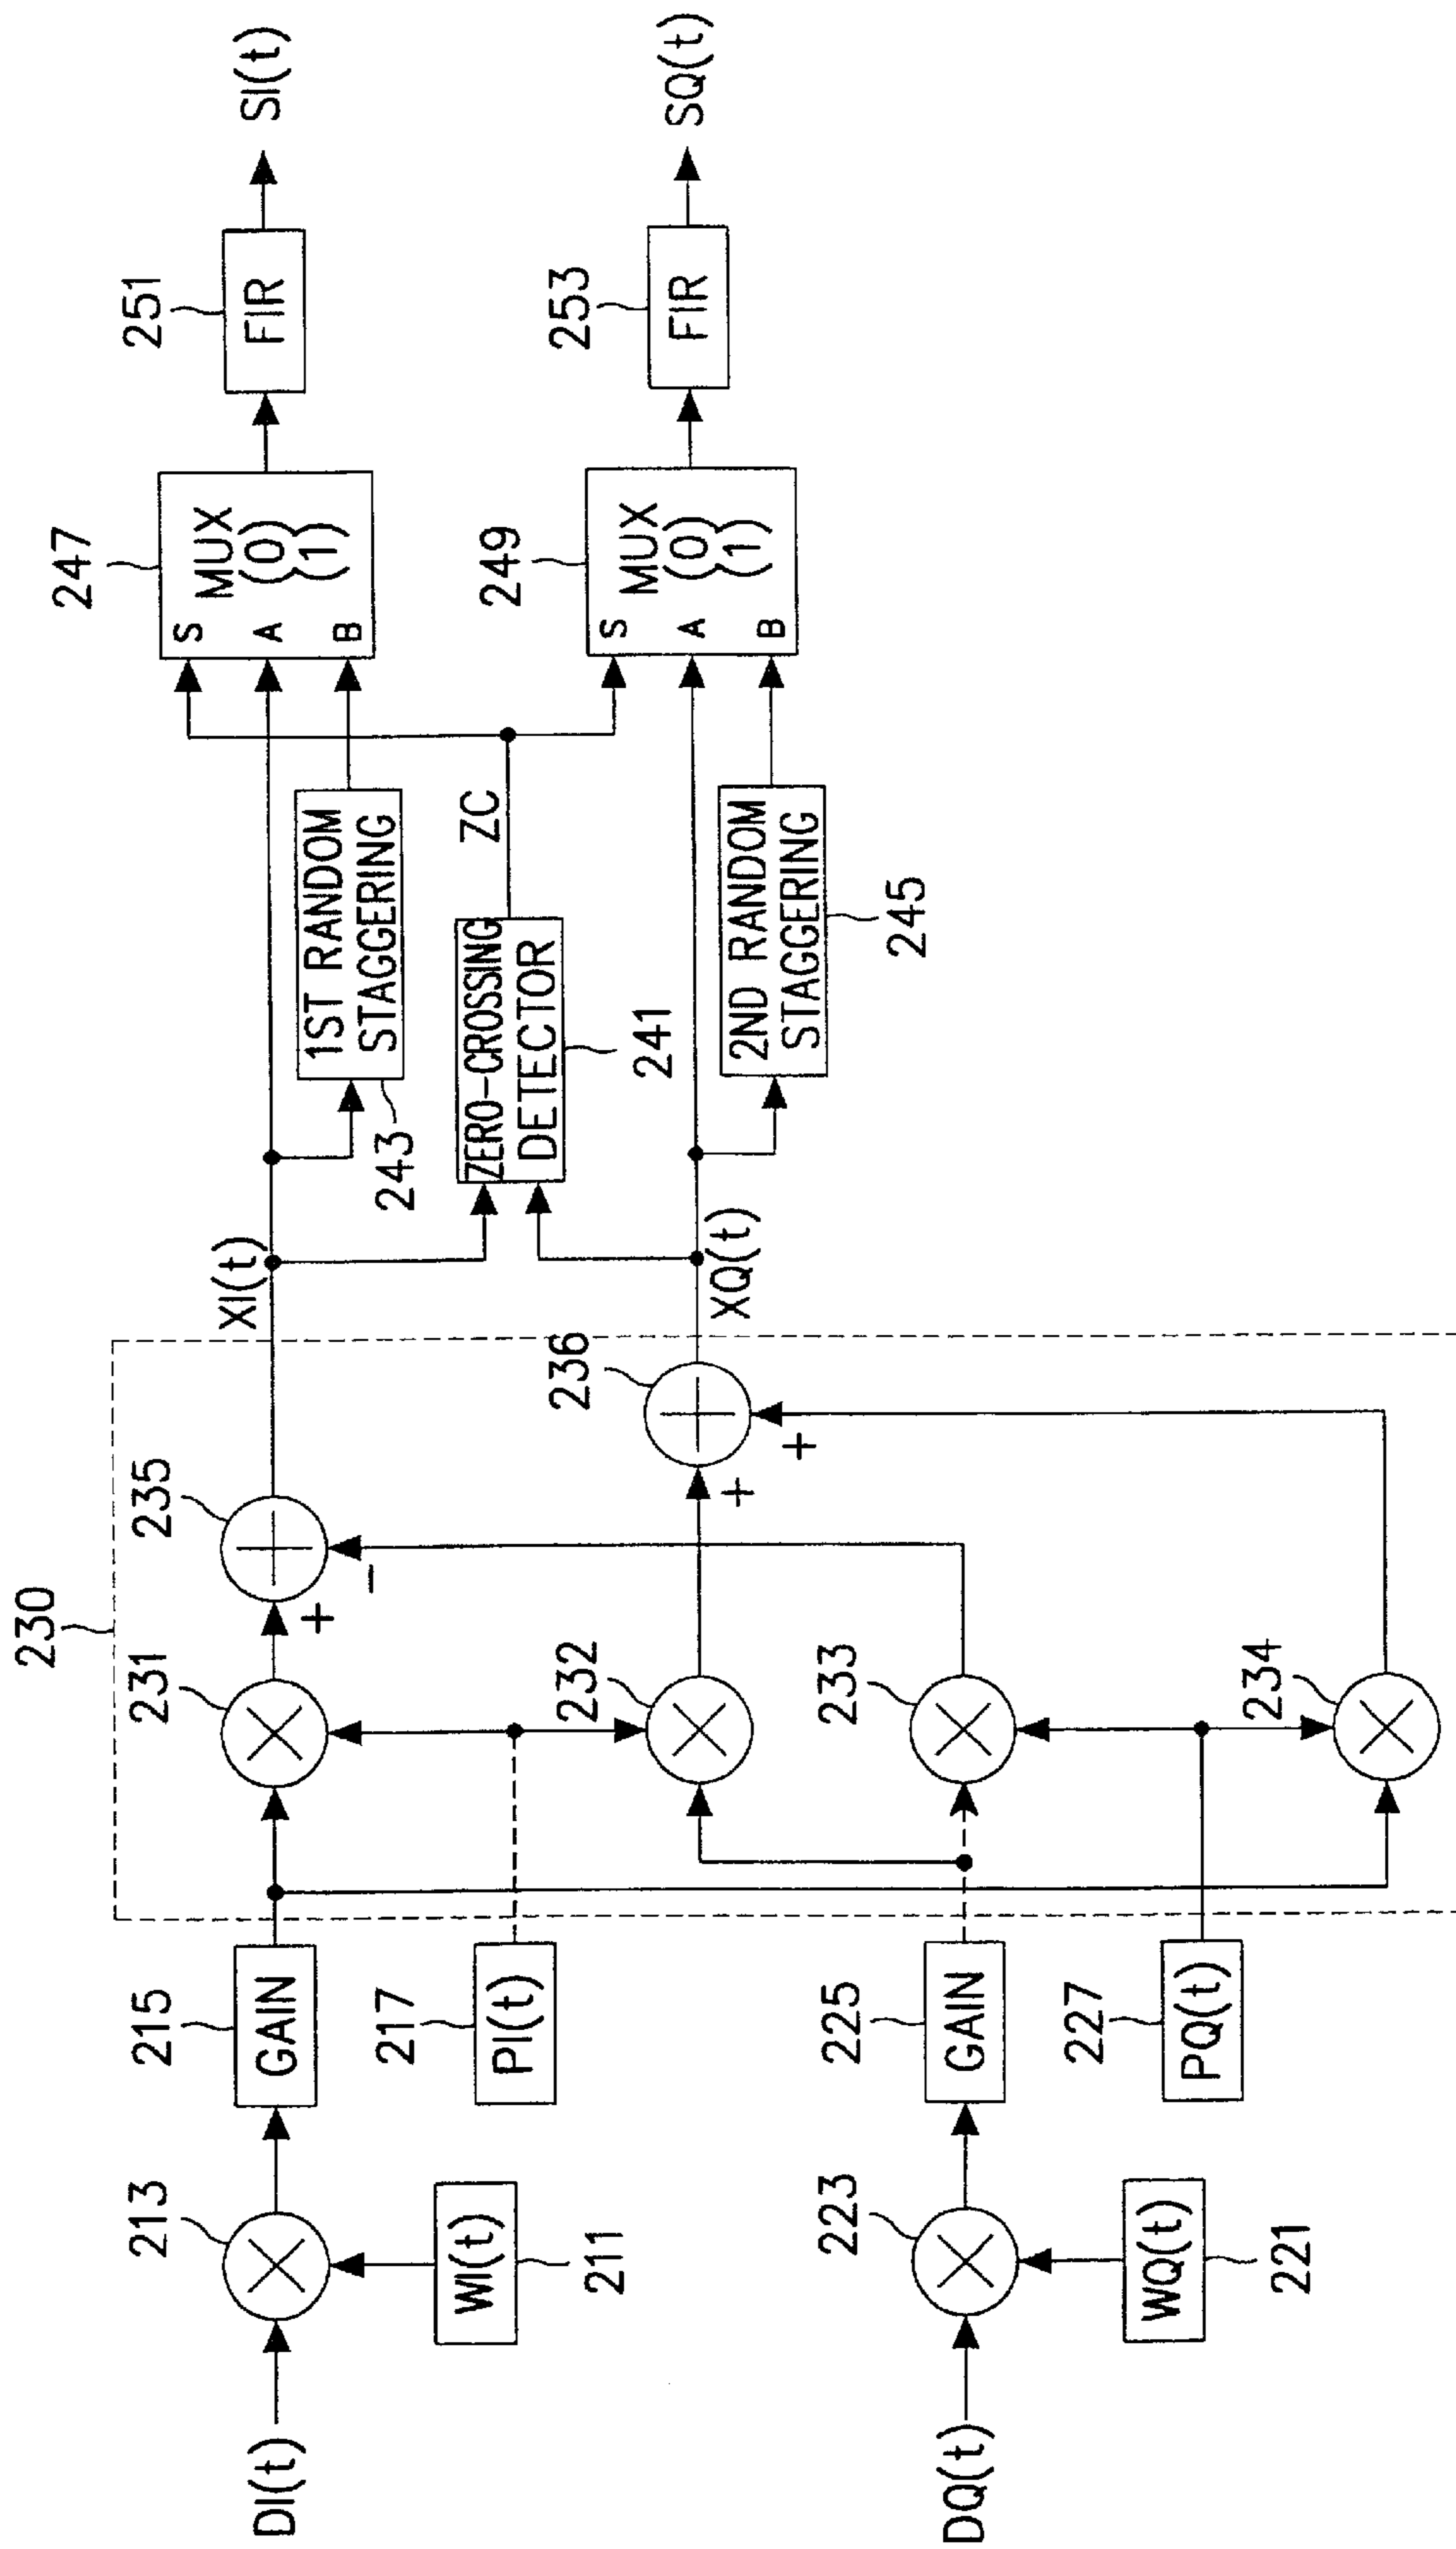 DI(t)
213
WI(t)
211
GAIN
215
PI(t)
217
DQ(t)
223
WQ(t)
221
GAIN
225
PQ(t)
227
230
231
232
233
234
235
236
+
-
+
+
XI(t)
XQ(t)
1ST RANDOM
STAGGERING
243
ZERO-CROSSING
DETECTOR
241
ZC
2ND RANDOM
STAGGERING
245
247
S
A
B
MUX
(0)
(1)
249
S
A
B
MUX
(0)
(1)
251
FIR
SI(t)
253
FIR
SQ(t)